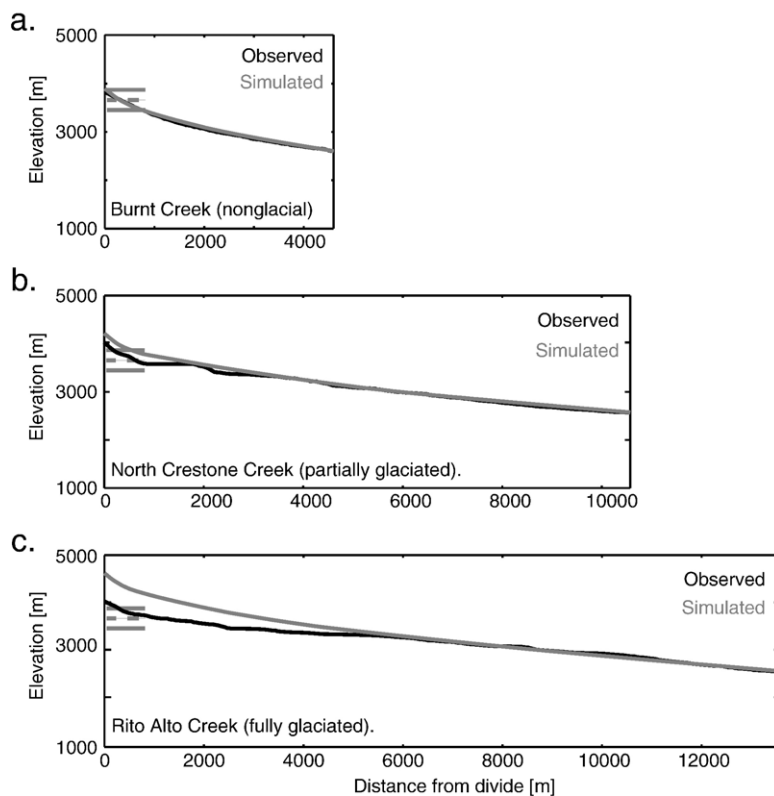 a.
5000
3000
1000
Elevation [m]
Observed
Simulated
Burnt Creek (nonglacial)
0 2000 4000
b.
5000
3000
1000
Elevation [m]
Observed
Simulated
North Crestone Creek (partially glaciated).
0 2000 4000 6000 8000 10000
c.
5000
3000
1000
Elevation [m]
Observed
Simulated
Rito Alto Creek (fully glaciated).
0 2000 4000 6000 8000 10000 12000
Distance from divide [m]